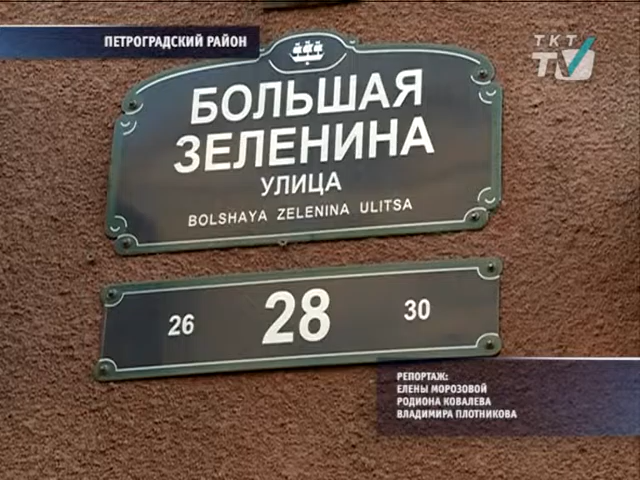 ПЕТРОГРАДСКИЙ РАЙОН
ТКТ
TV
БОЛЬШАЯ
ЗЕЛЕНИНА
УЛИЦА
BOLSHAYA ZELENINA ULITSA
26 28 30
РЕПОРТАЖ:
ЕЛЕНЫ МОРОЗОВОЙ
РОДИОНА КОВАЛЕВА
ВЛАДИМИРА ПЛОТНИКОВА